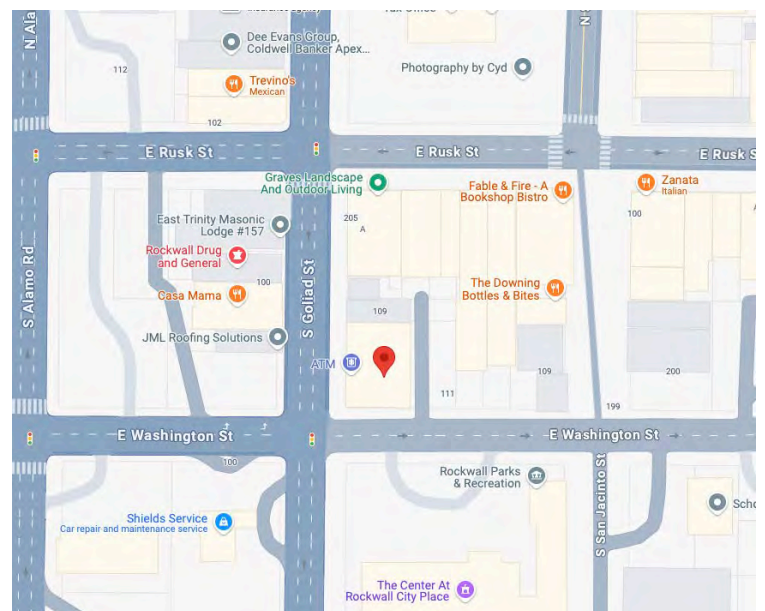 N Ala
Dee Evans Group,
Coldwell Banker Apex...
Photography by Cyd
112
Trevino's
Mexican
102
E Rusk St
E Rusk St
E Rusk S
Graves Landscape
And Outdoor Living
Fable & Fire - A
Bookshop Bistro
Zanata
Italian
205
A
100
East Trinity Masonic
Lodge #157
Rockwall Drug
and General
100
Casa Mama
The Downing
Bottles & Bites
S Alamo Rd
S Goliad St
109
JML Roofing Solutions
ATM
109
200
111
199
E Washington St
E Washington St
100
Rockwall Parks
& Recreation
S San Jacinto St
Scho
Shields Service
Car repair and maintenance service
The Center At
Rockwall City Place